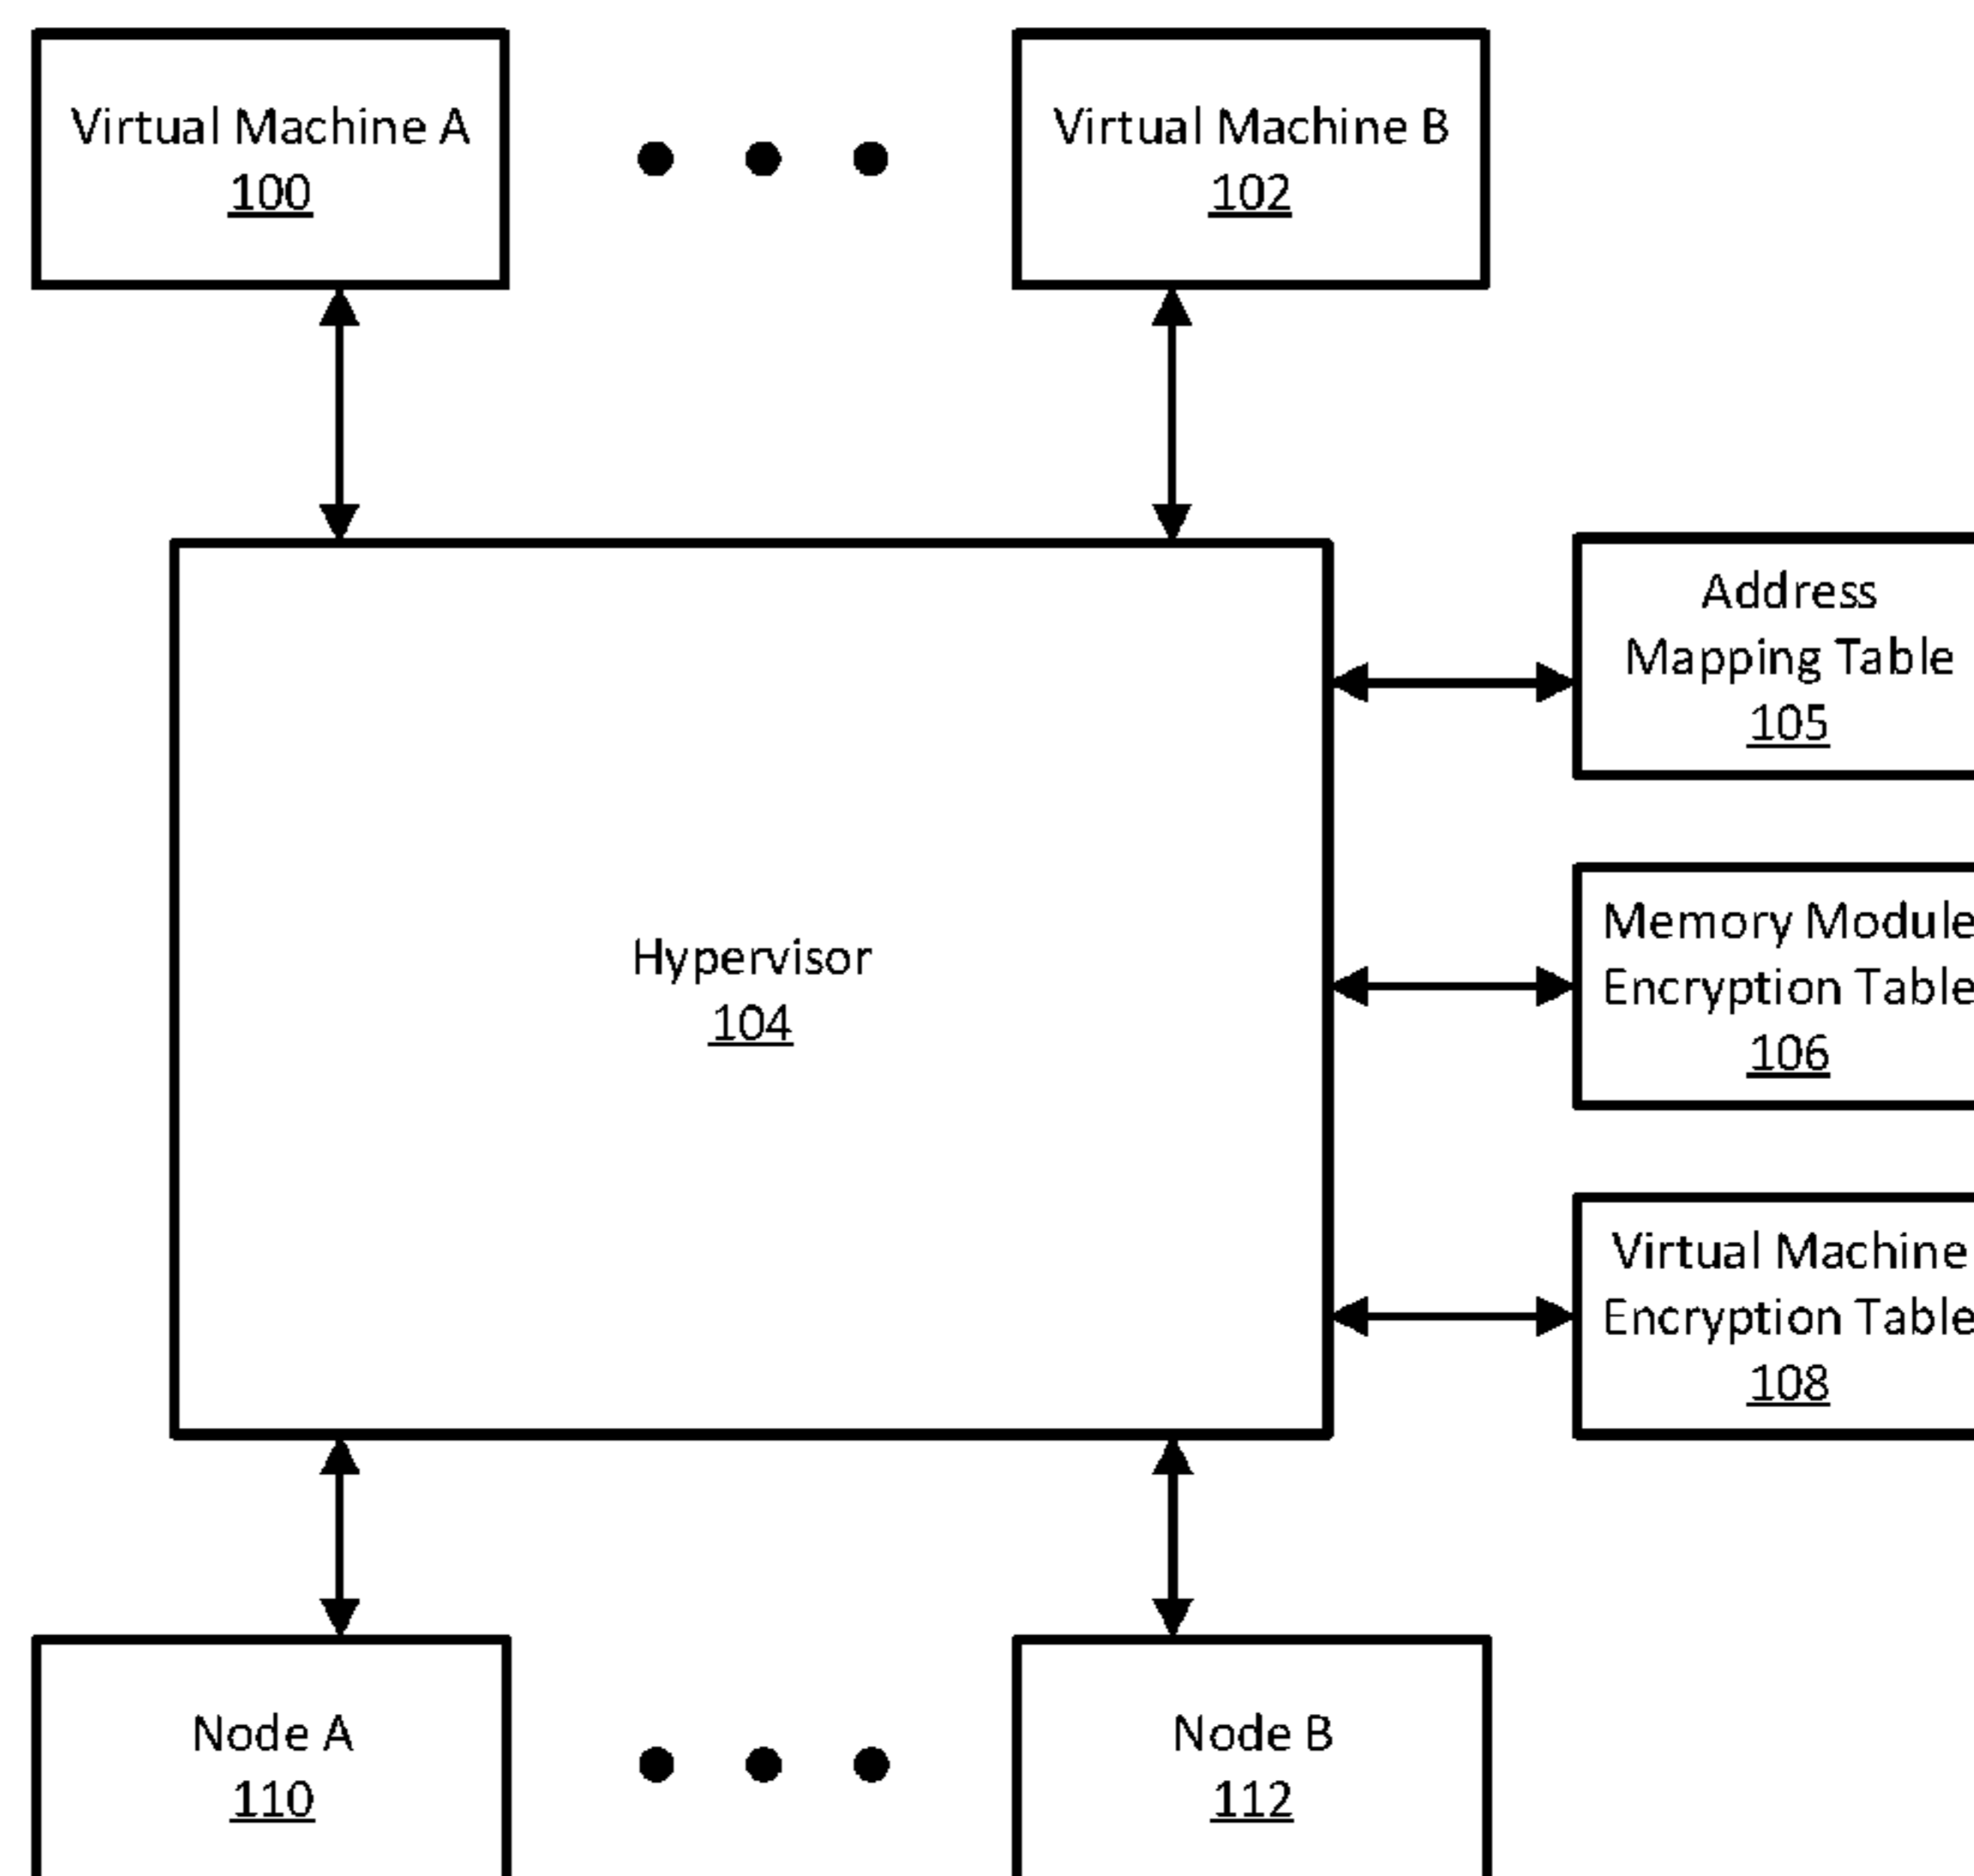 Virtual Machine A
100
Virtual Machine B
102
Address
Mapping Table
105
Memory Module
Encryption Table
106
Hypervisor
104
Virtual Machine
Encryption Table
108
Node A
110
Node B
112